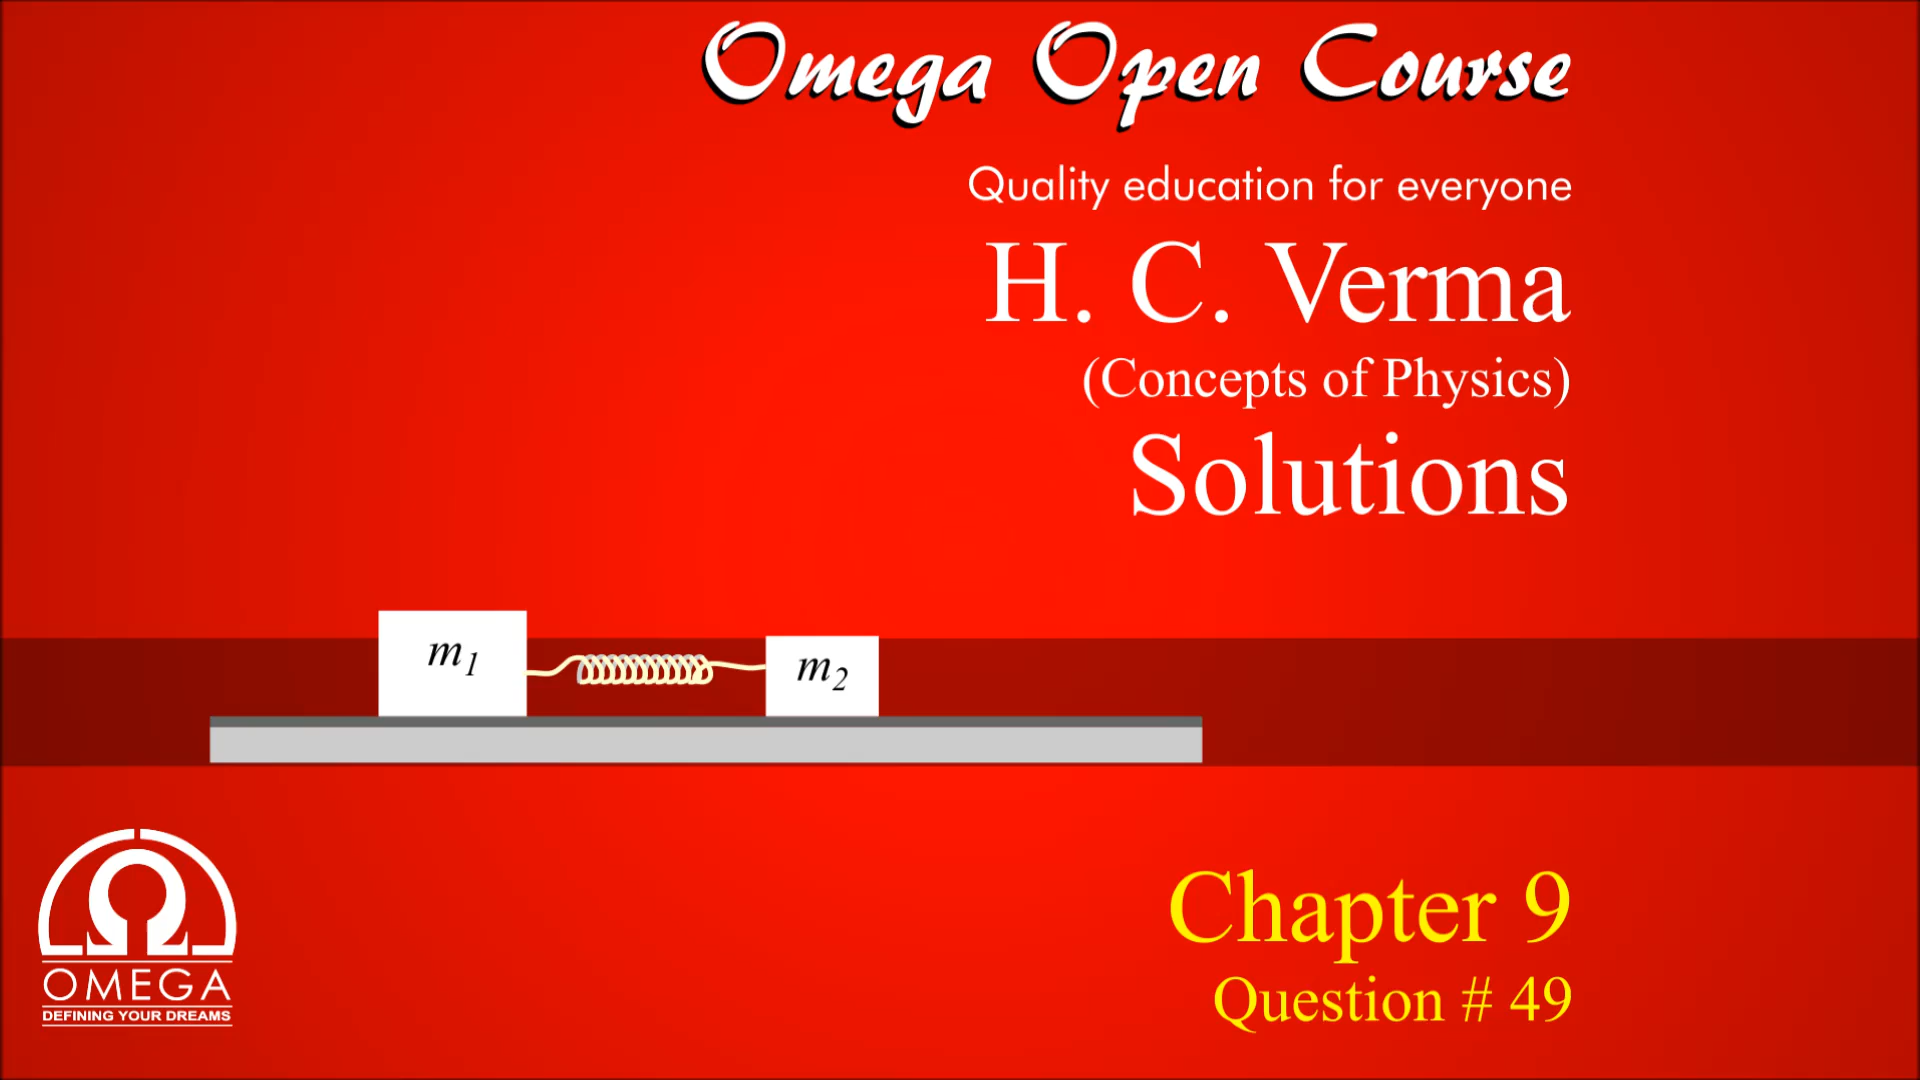 Omega Open Course
Quality education for everyone
H. C. Verma
(Concepts of Physics)
Solutions
m1
m2
Chapter 9
Question # 49
OMEGA
DEFINING YOUR DREAMS